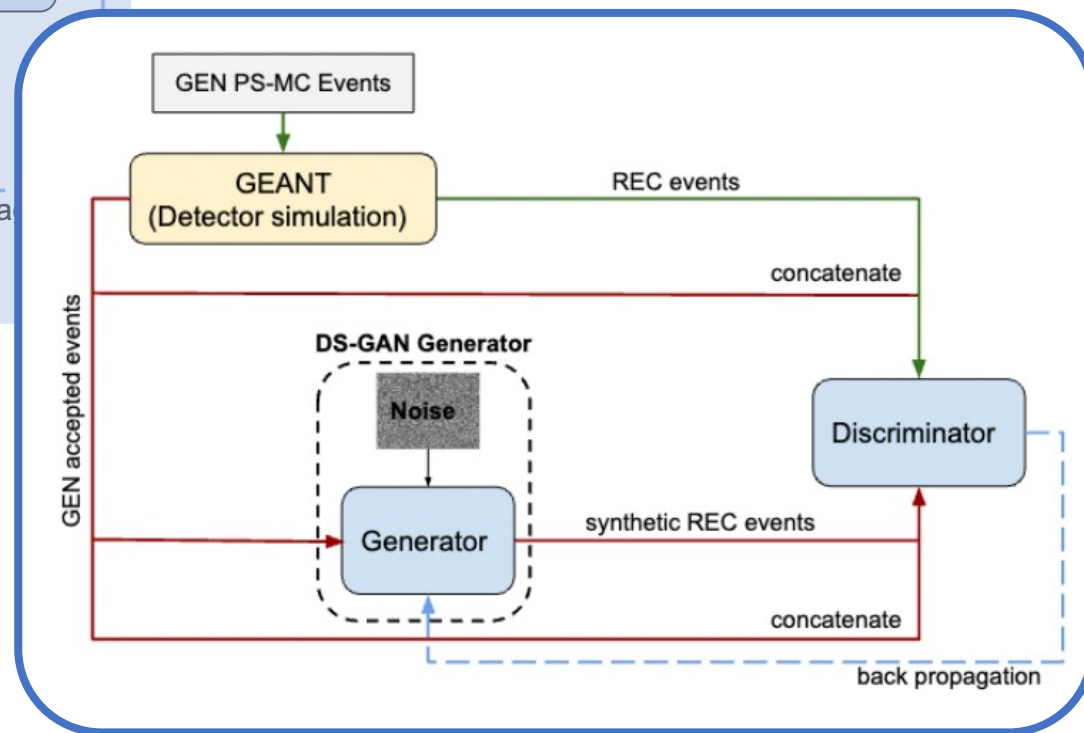 GEN PS-MC Events
GEANT
(Detector simulation)
REC events
concatenate
GEN accepted events
DS-GAN Generator
Noise
Generator
synthetic REC events
Discriminator
concatenate
back propagation